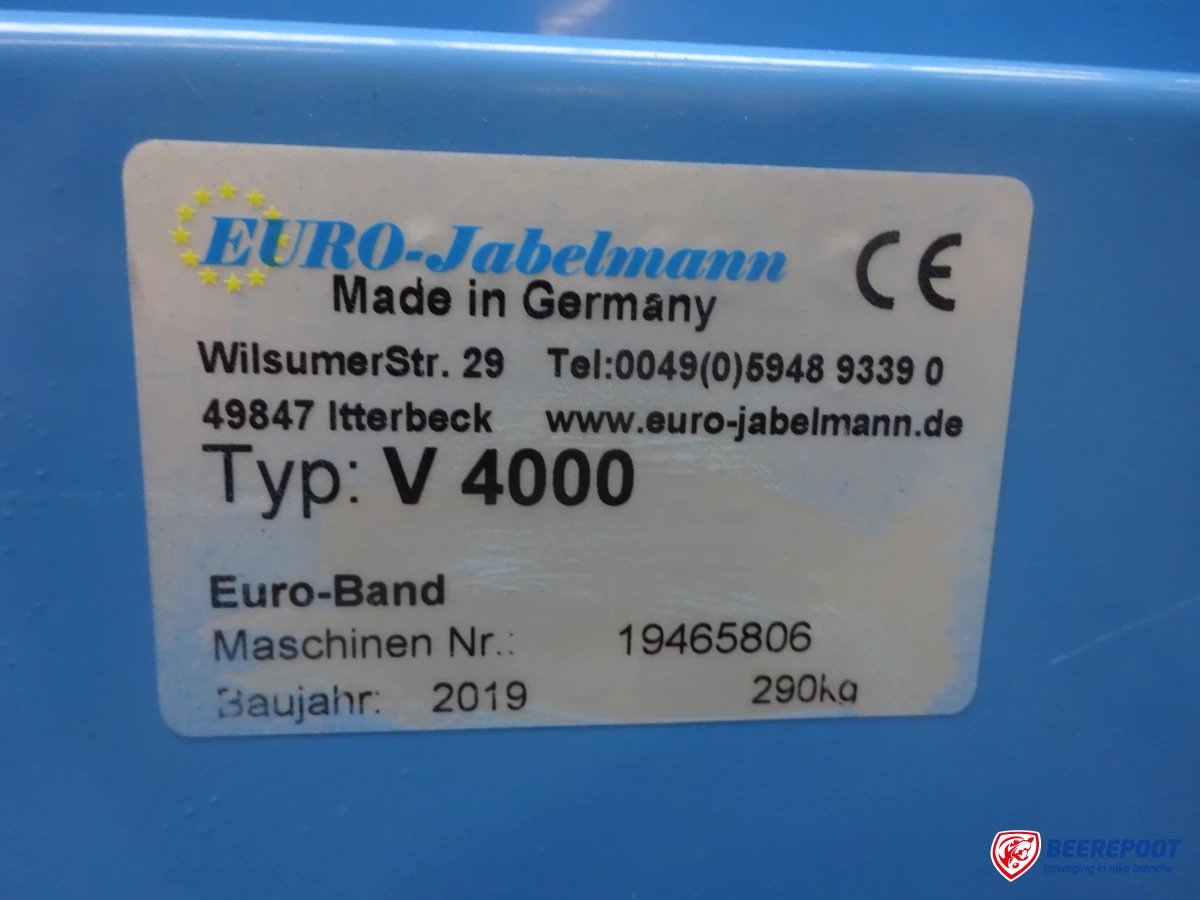 EURO-Jabelmann
CE
Made in Germany
WilsumerStr. 29 Tel:0049(0)5948 9339 0
49847 Itterbeck www.euro-jabelmann.de
Typ: V 4000
Euro-Band
Maschinen Nr.: 19465806
Baujahr: 2019 290kg
BEEREPOOT
beweging in elke branche